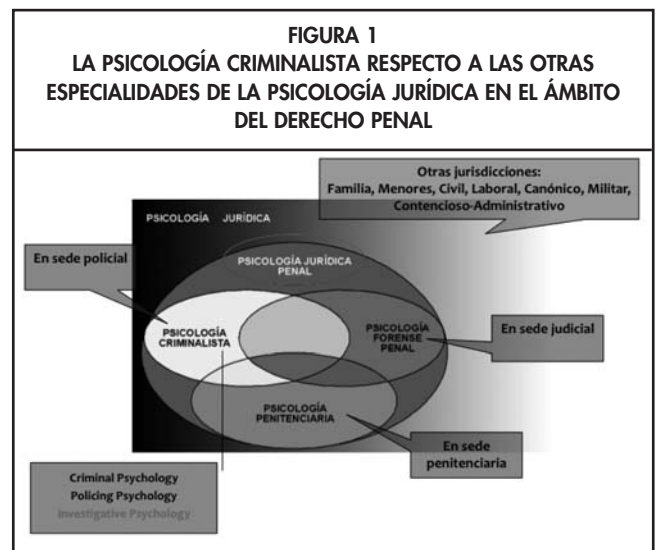 FIGURA 1
LA PSICOLOGÍA CRIMINALISTA RESPECTO A LAS OTRAS
ESPECIALIDADES DE LA PSICOLOGÍA JURÍDICA EN EL ÁMBITO
DEL DERECHO PENAL
Otras jurisdicciones:
Familia, Menores, Civil, Laboral, Canónico, Militar,
Contencioso-Administrativo
PSICOLOGÍA JURÍDICA
En sede policial
PSICOLOGÍA JURÍDICA
PENAL
PSICOLOGÍA
CRIMINALISTA
PSICOLOGÍA
FORENSE
PENAL
En sede judicial
PSICOLOGÍA
PENITENCIARIA
En sede
penitenciaria
Criminal Psychology
Policing Psychology
Investigative Psychology